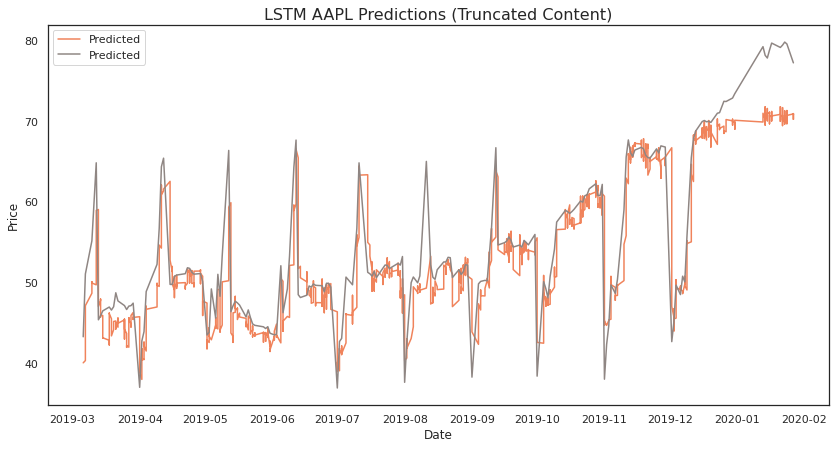 LSTM AAPL Predictions (Truncated Content)
Predicted
Predicted
80
70
60
50
40
Price
2019-03 2019-04 2019-05 2019-06 2019-07 2019-08 2019-09 2019-10 2019-11 2019-12 2020-01 2020-02
Date